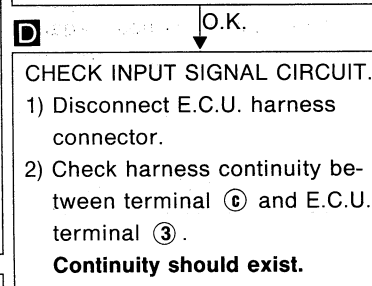 D
O.K.
CHECK INPUT SIGNAL CIRCUIT.
1) Disconnect E.C.U. harness
connector.
2) Check harness continuity be-
tween terminal ⓒ and E.C.U.
terminal ③ .
Continuity should exist.